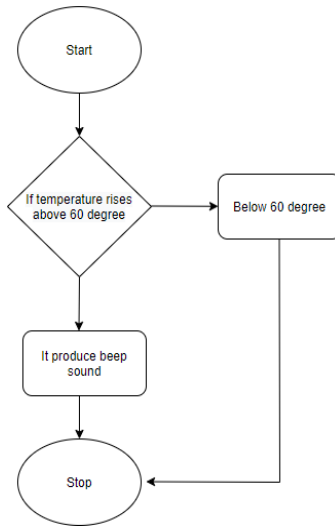 Start
If temperature rises
above 60 degree
Below 60 degree
It produce beep
sound
Stop